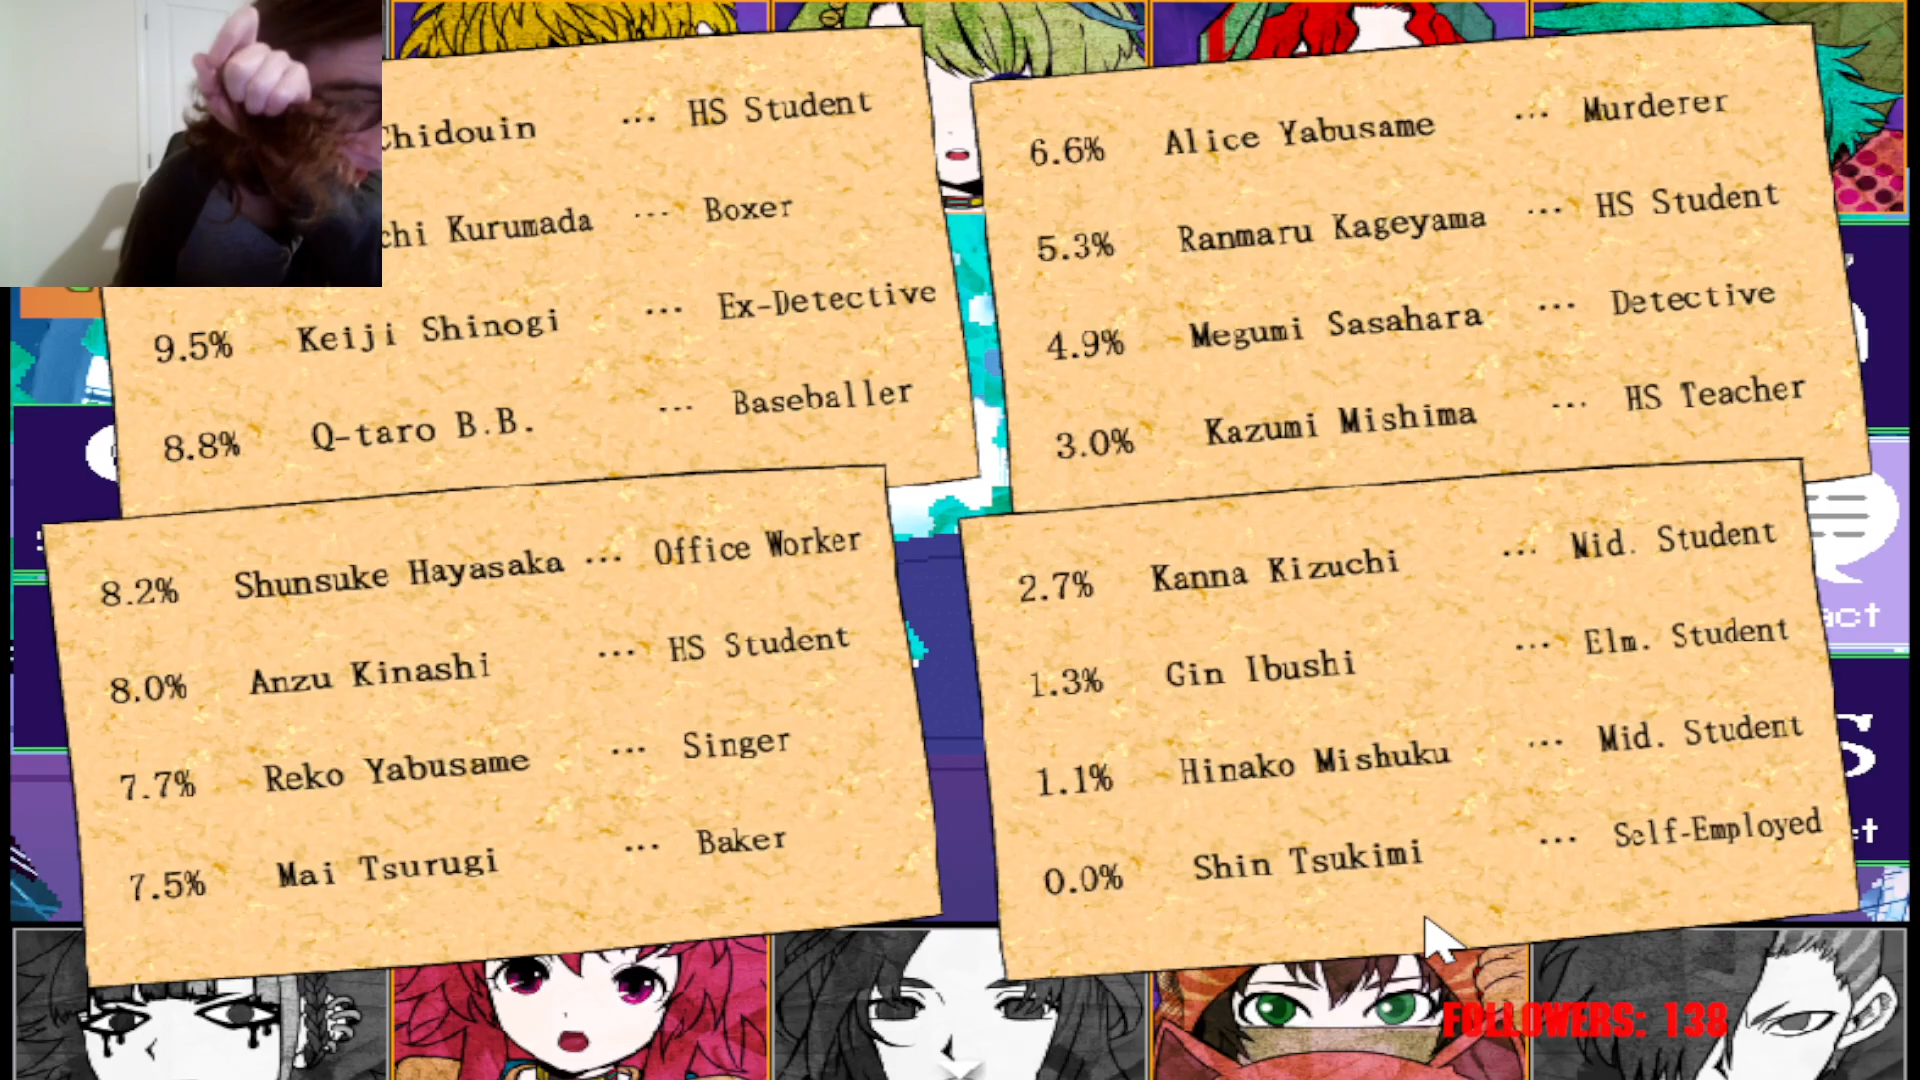 Chidouin ... HS Student
chi Kurumada ... Boxer
9.5% Keiji Shinogi ... Ex-Detective
8.8% Q-taro B.B. ... Baseballer
6.6% Alice Yabusame ... Murderer
5.3% Ranmaru Kageyama ... HS Student
4.9% Megumi Sasahara ... Detective
3.0% Kazumi Mishima ... HS Teacher
8.2% Shunsuke Hayasaka ... Office Worker
8.0% Anzu Kinashi ... HS Student
7.7% Reko Yabusame ... Singer
7.5% Mai Tsurugi ... Baker
2.7% Kanna Kizuchi ... Mid. Student
1.3% Gin Ibushi ... Elm. Student
1.1% Hinako Mishuku ... Mid. Student
0.0% Shin Tsukimi ... Self-Employed
act
S
t
FOLLOWERS: 138